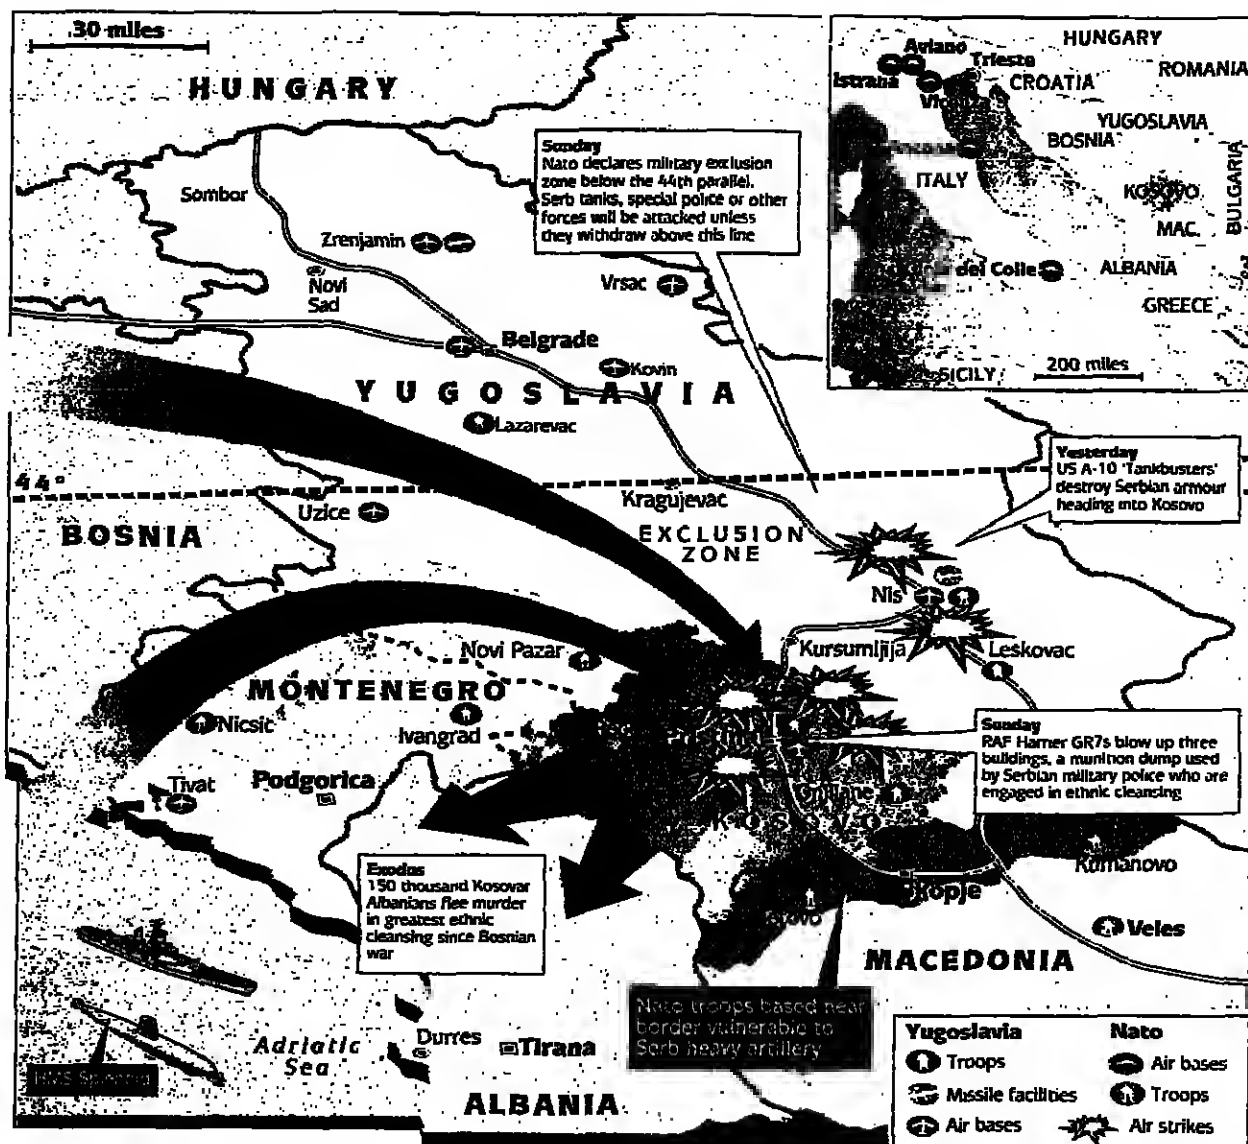 30 miles
HUNGARY
Sombor
Zrenjamin
Novi
Sad
Vrsac
Belgrade
Kovin
YUGOSLAVIA
Lazarevac
44°
Kragujevac
Uzice
BOSNIA
EXCLUSION
ZONE
Nis
Novi Pazar
Kursumljija
Leskovac
MONTENEGRO
Nicsic
Ivangrad
Podgorica
Tivat
Kosovo
Kumanovo
Skopje
Veles
MACEDONIA
Adriatic
Sea
Durres
Tirana
ALBANIA
Sunday
Nato declares military exclusion
zone below the 44th parallel.
Serb tanks, special police or other
forces will be attacked unless
they withdraw above this line
Yesterday
US A-10 'Tankbusters'
destroy Serbian armour
heading into Kosovo
Sunday
RAF Harrier GR7s blow up three
buildings, a munition dump used
by Serbian military police who are
engaged in ethnic cleansing
Exodus
150 thousand Kosovar
Albanians flee murder
in greatest ethnic
cleansing since Bosnian
war
Nato troops based near
border vulnerable to
Serb heavy artillery
HUNGARY
Aviano
Trieste
ROMANIA
Istrana
CROATIA
Vicenza
YUGOSLAVIA
BOSNIA
Ancona
ITALY
KOSOVO
BULGARIA
MAC.
del Colle
ALBANIA
GREECE
SICILY
200 miles
Yugoslavia
Troops
Missile facilities
Air bases
Nato
Air bases
Troops
Air strikes